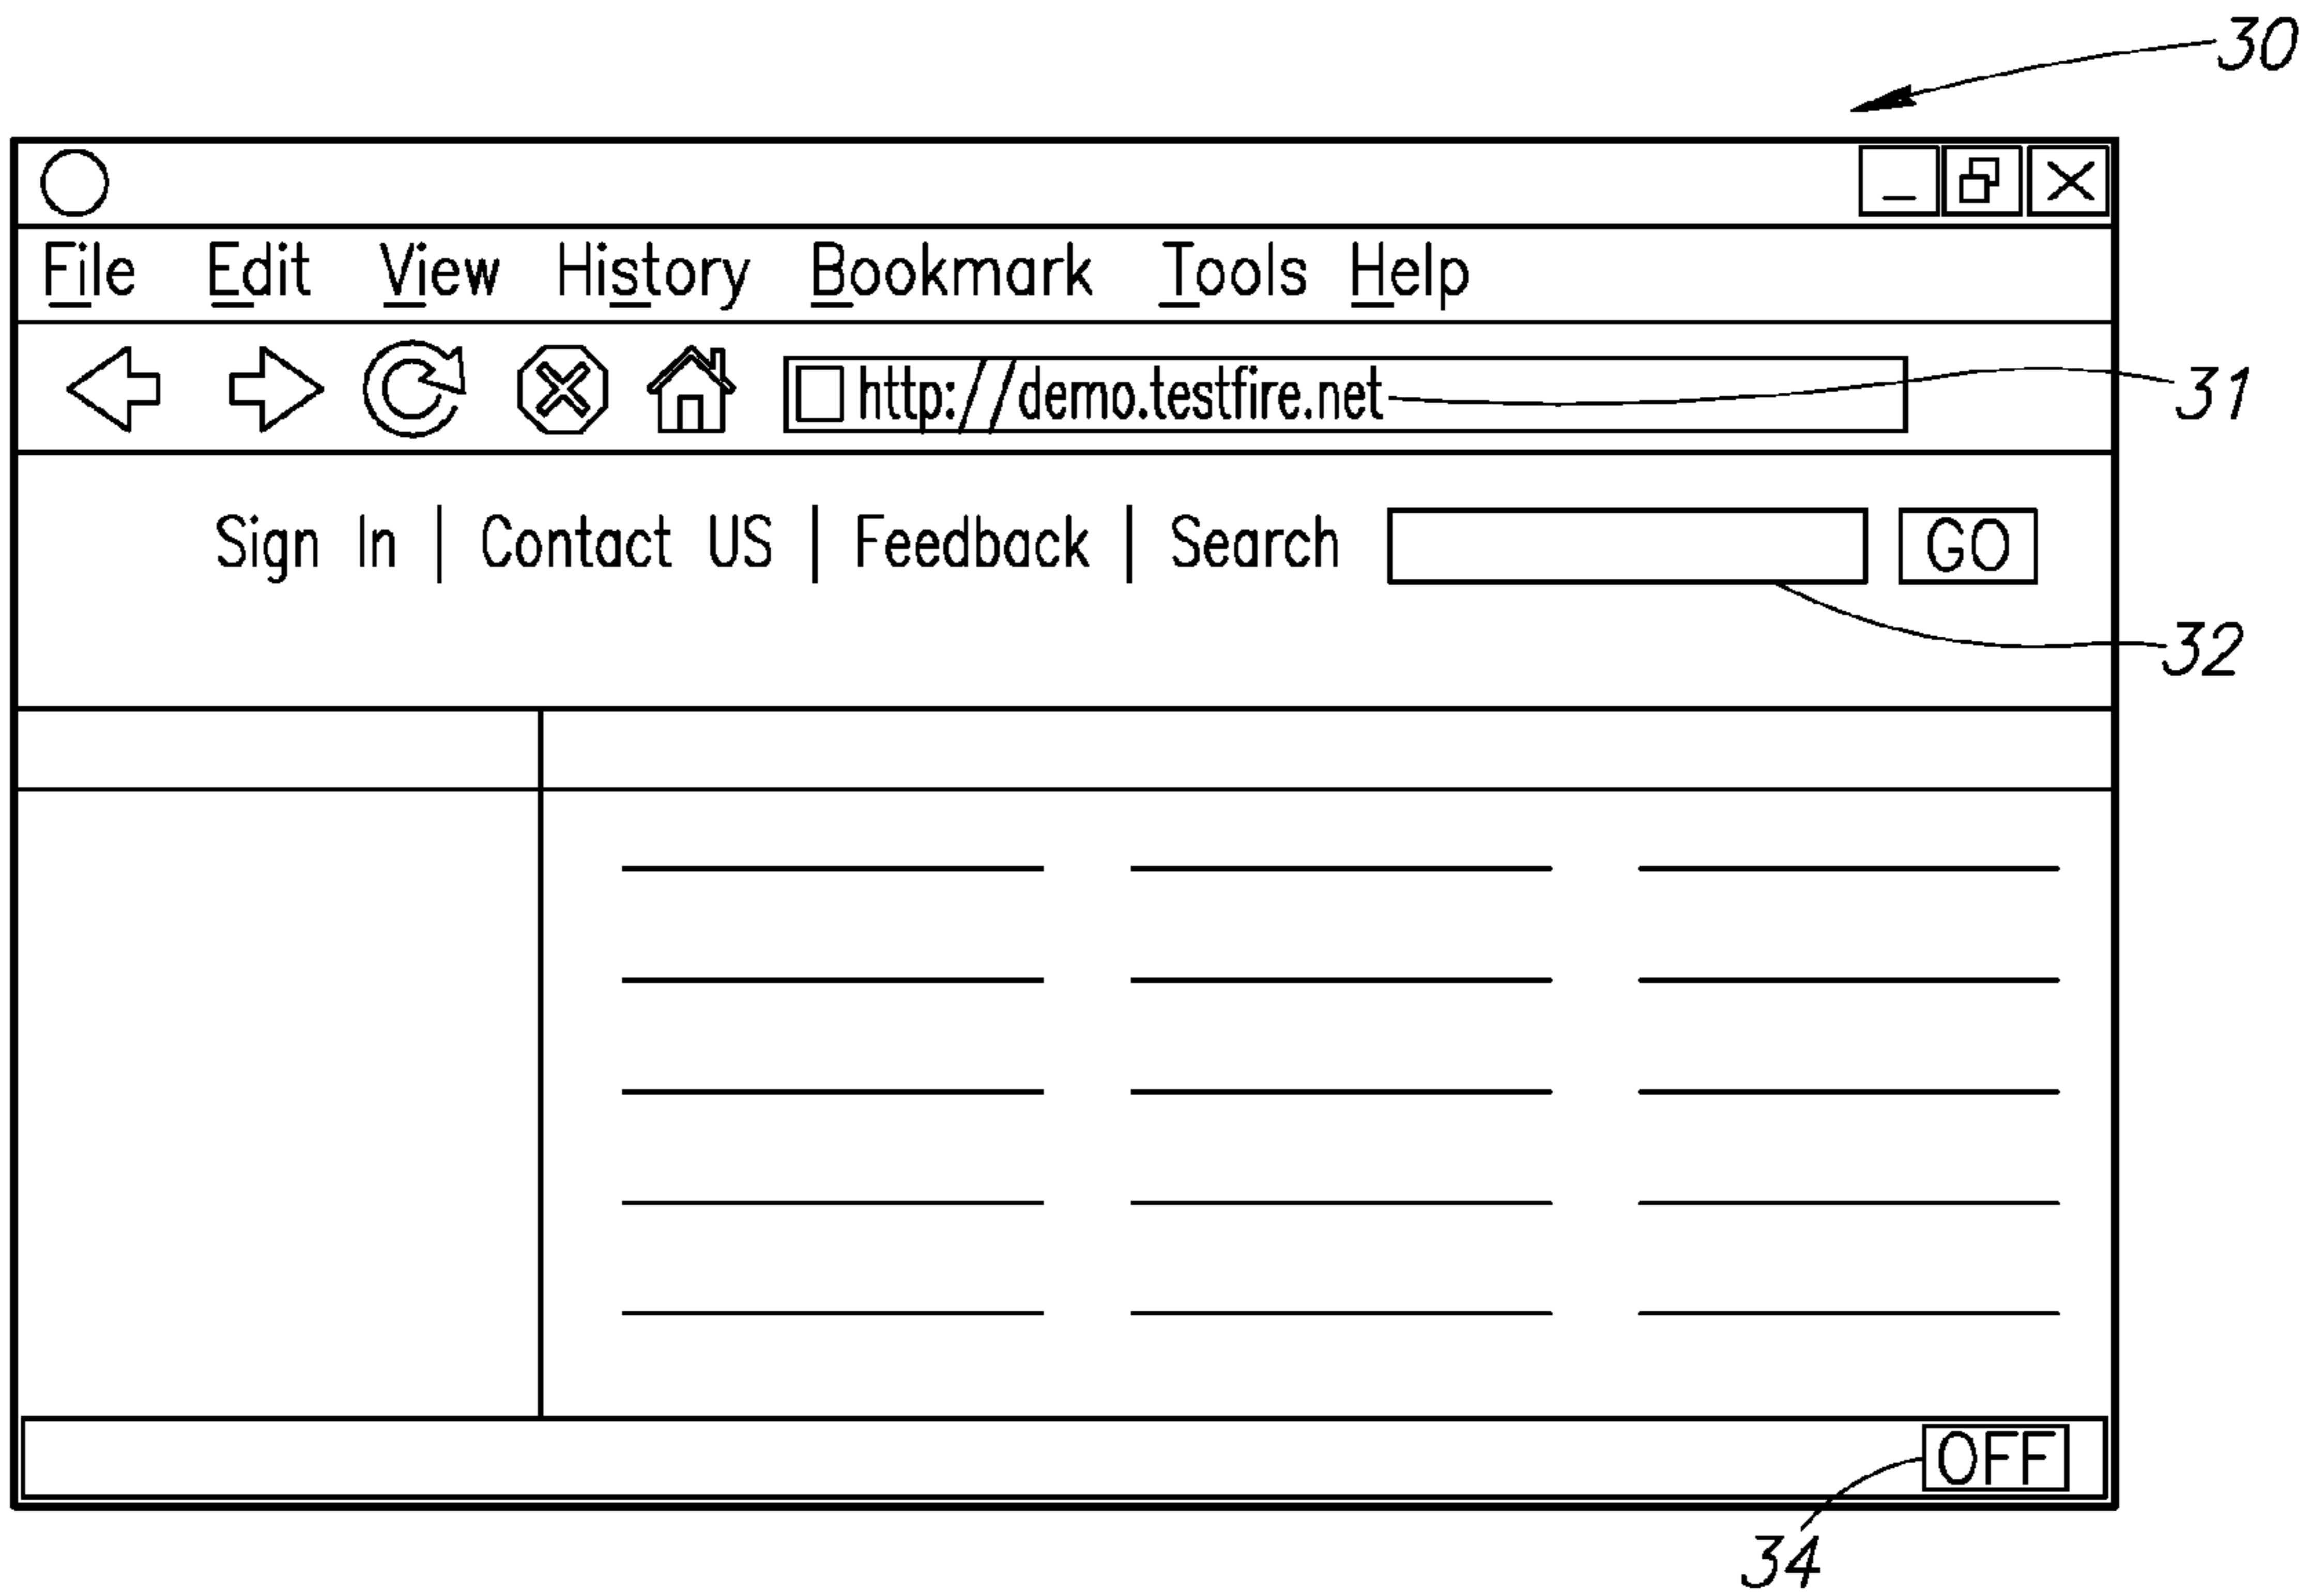 30
File Edit View History Bookmark Tools Help
http://demo.testfire.net
31
Sign In | Contact US | Feedback | Search GO
32
OFF
34